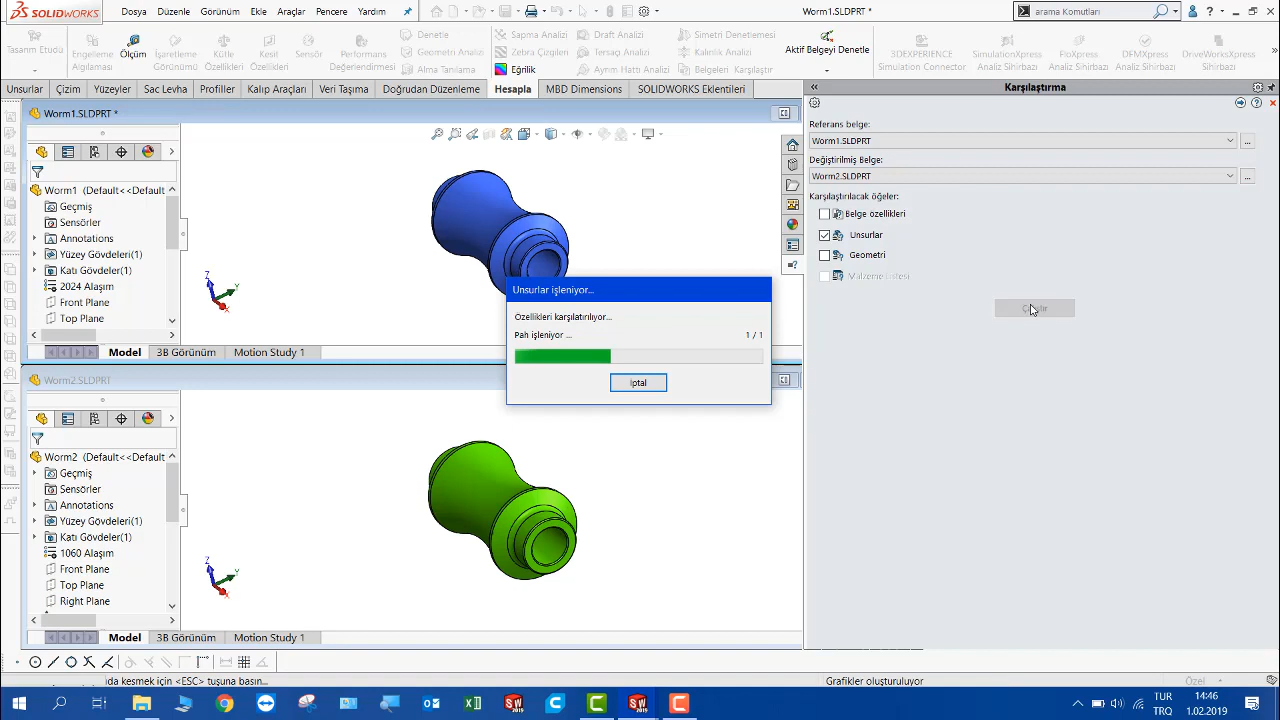 SOLIDWORKS
Dosya Düzenle Görünüm Ekle Araçlar Pencere Yardım
Worm1.SLDPRT *
arama Komutları
Tasarım Etüdü
Engelleme Algılaması
Ölçüm
İşaretleme Görünümü
Kütle Özellikleri
Kesit Özellikleri
Sensör
Performans Değerlendirmesi
Denetle
Geometri Analizi
Alma Tanılama
Sapma Analizi
Zebra Çizgileri
Eğrilik
Draft Analizi
Tersaçı Analizi
Ayrım Hattı Analizi
Simetri Denetlemesi
Kalınlık Analizi
Belgeleri Karşılaştır
Aktif Belgeyi Denetle
3DEXPERIENCE Simulation Connector
SimulationXpress Analiz Sihirbazı
FloXpress Analiz Sihirbazı
DFMXpress Analiz Sihirbazı
DriveWorksXpress Sihirbazı
Unsurlar Çizim Yüzeyler Sac Levha Profiller Kalıp Araçları Veri Taşıma Doğrudan Düzenleme Hesapla MBD Dimensions SOLIDWORKS Eklentileri
Worm1.SLDPRT *
Worm1 (Default<<Default
Geçmiş
Sensörler
Annotations
Yüzey Gövdeleri(1)
Katı Gövdeler(1)
2024 Alaşım
Front Plane
Top Plane
Z Y X
Model 3B Görünüm Motion Study 1
Unsurlar işleniyor...
Özellikleri karşılatırılıyor...
Pah işleniyor ... 1 / 1
İptal
Worm2.SLDPRT
Worm2 (Default<<Default
Geçmiş
Sensörler
Annotations
Yüzey Gövdeleri(1)
Katı Gövdeler(1)
1060 Alaşım
Front Plane
Top Plane
Right Plane
Z Y X
Model 3B Görünüm Motion Study 1
Karşılaştırma
Referans belge:
Worm1.SLDPRT
...
Değiştirilmiş Belge:
Worm2.SLDPRT
...
Karşılaştırılacak öğeler:
Belge özellikleri
Unsurlar
Geometri
Malzeme Listesi
da kesmek için <ESC> tuşuna basın...
Grafikler oluşturuluyor
Özel
SW 2019
SW 2019
TUR
TRQ
14:46
1.02.2019